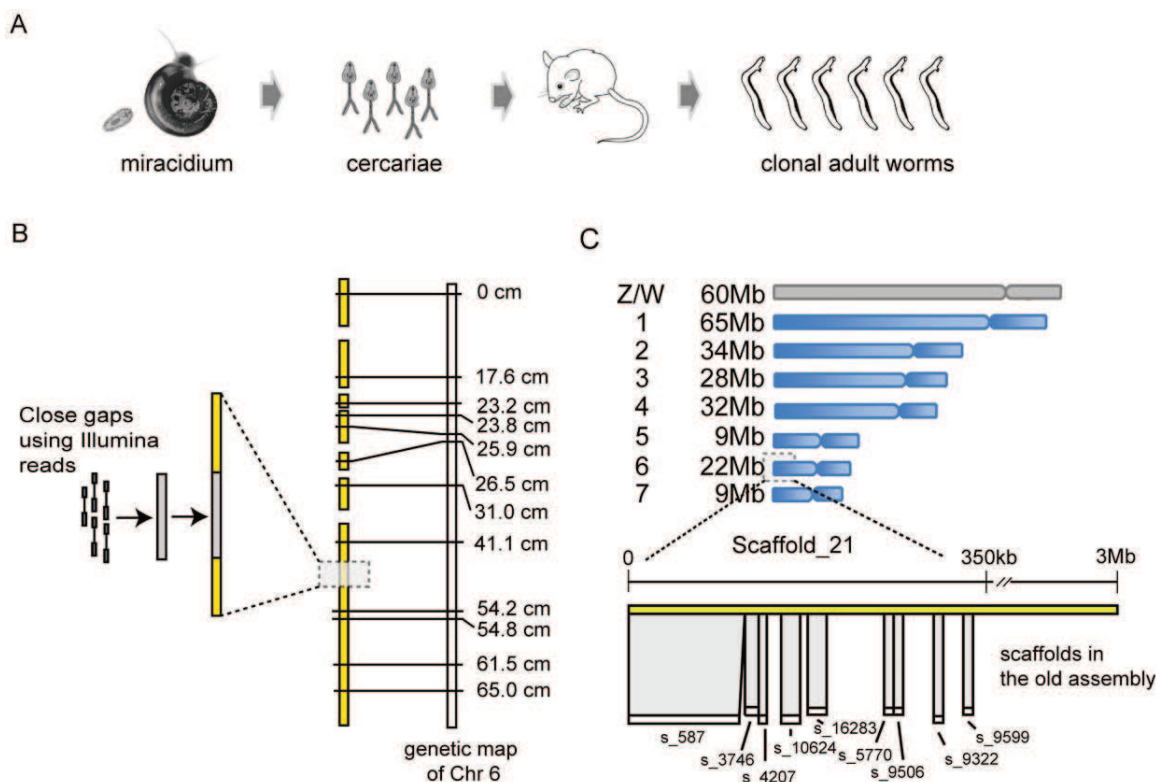 A
miracidium
cercariae
clonal adult worms
B
Close gaps
using Illumina
reads
0 cm
17.6 cm
23.2 cm
23.8 cm
25.9 cm
26.5 cm
31.0 cm
41.1 cm
54.2 cm
54.8 cm
61.5 cm
65.0 cm
genetic map
of Chr 6
C
Z/W 60Mb
1 65Mb
2 34Mb
3 28Mb
4 32Mb
5 9Mb
6 22Mb
7 9Mb
Scaffold_21
0 350kb 3Mb
scaffolds in
the old assembly
s_587
s_3746
s_4207
s_10624
s_16283
s_5770
s_9506
s_9322
s_9599